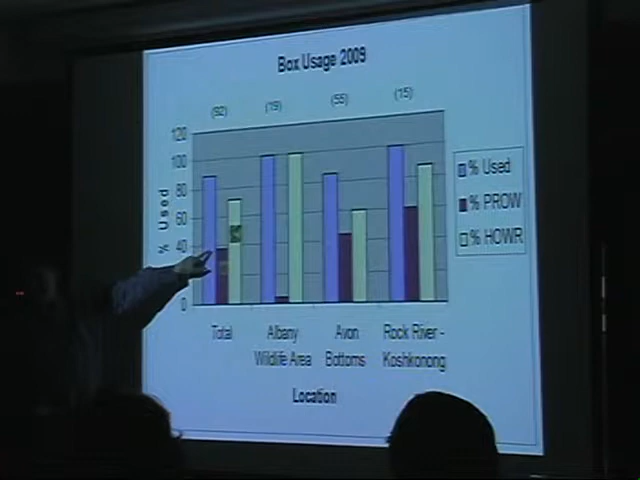 Box Usage 2009
(92) (19) (55) (15)
120
100
80
60
40
0
% Used
% Used
% PROW
% HOWR
Total Albany Wildlife Area Avon Bottoms Rock River - Koshkonong
Location